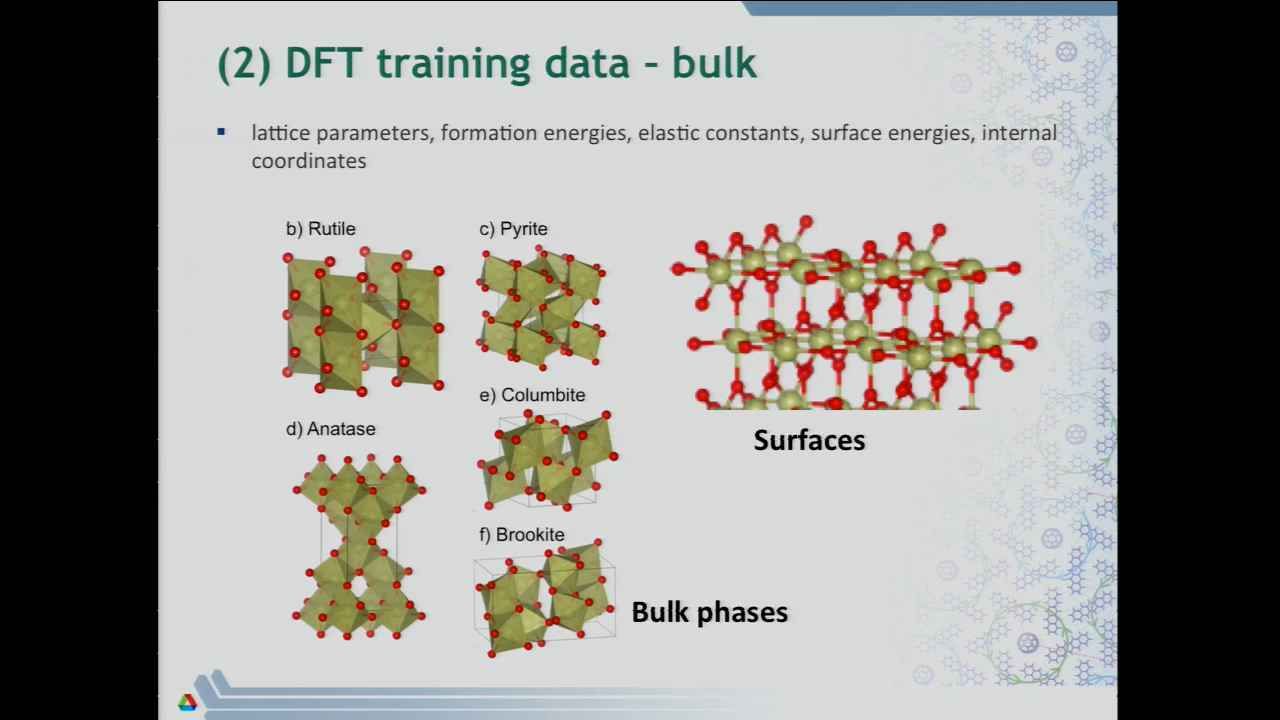 (2) DFT training data – bulk
lattice parameters, formation energies, elastic constants, surface energies, internal
coordinates
b) Rutile
c) Pyrite
e) Columbite
d) Anatase
f) Brookite
Surfaces
Bulk phases